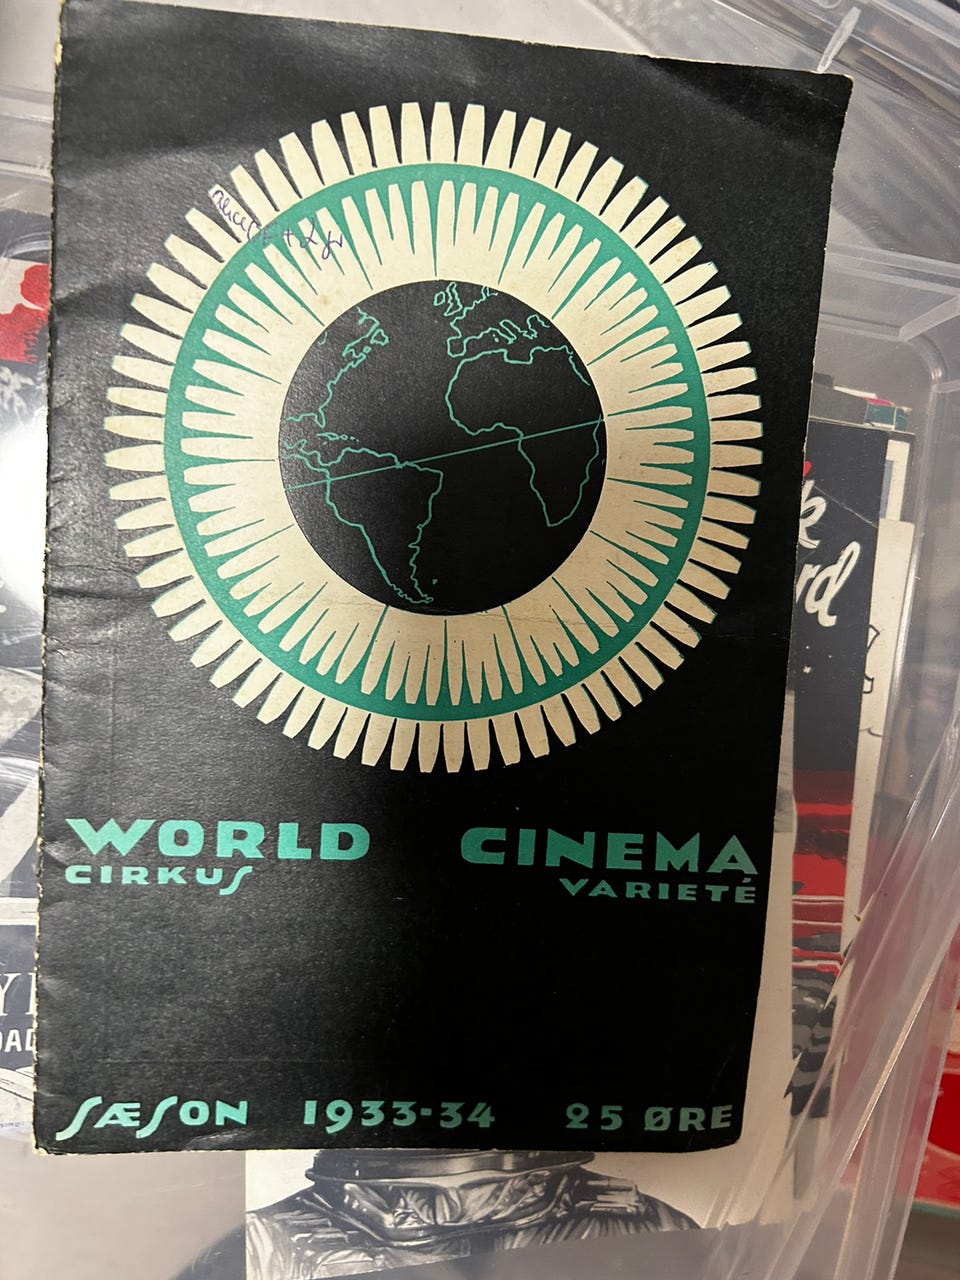 WORLD CINEMA
CIRKUS VARIETÉ
SÆSON 1933-34 25 ØRE